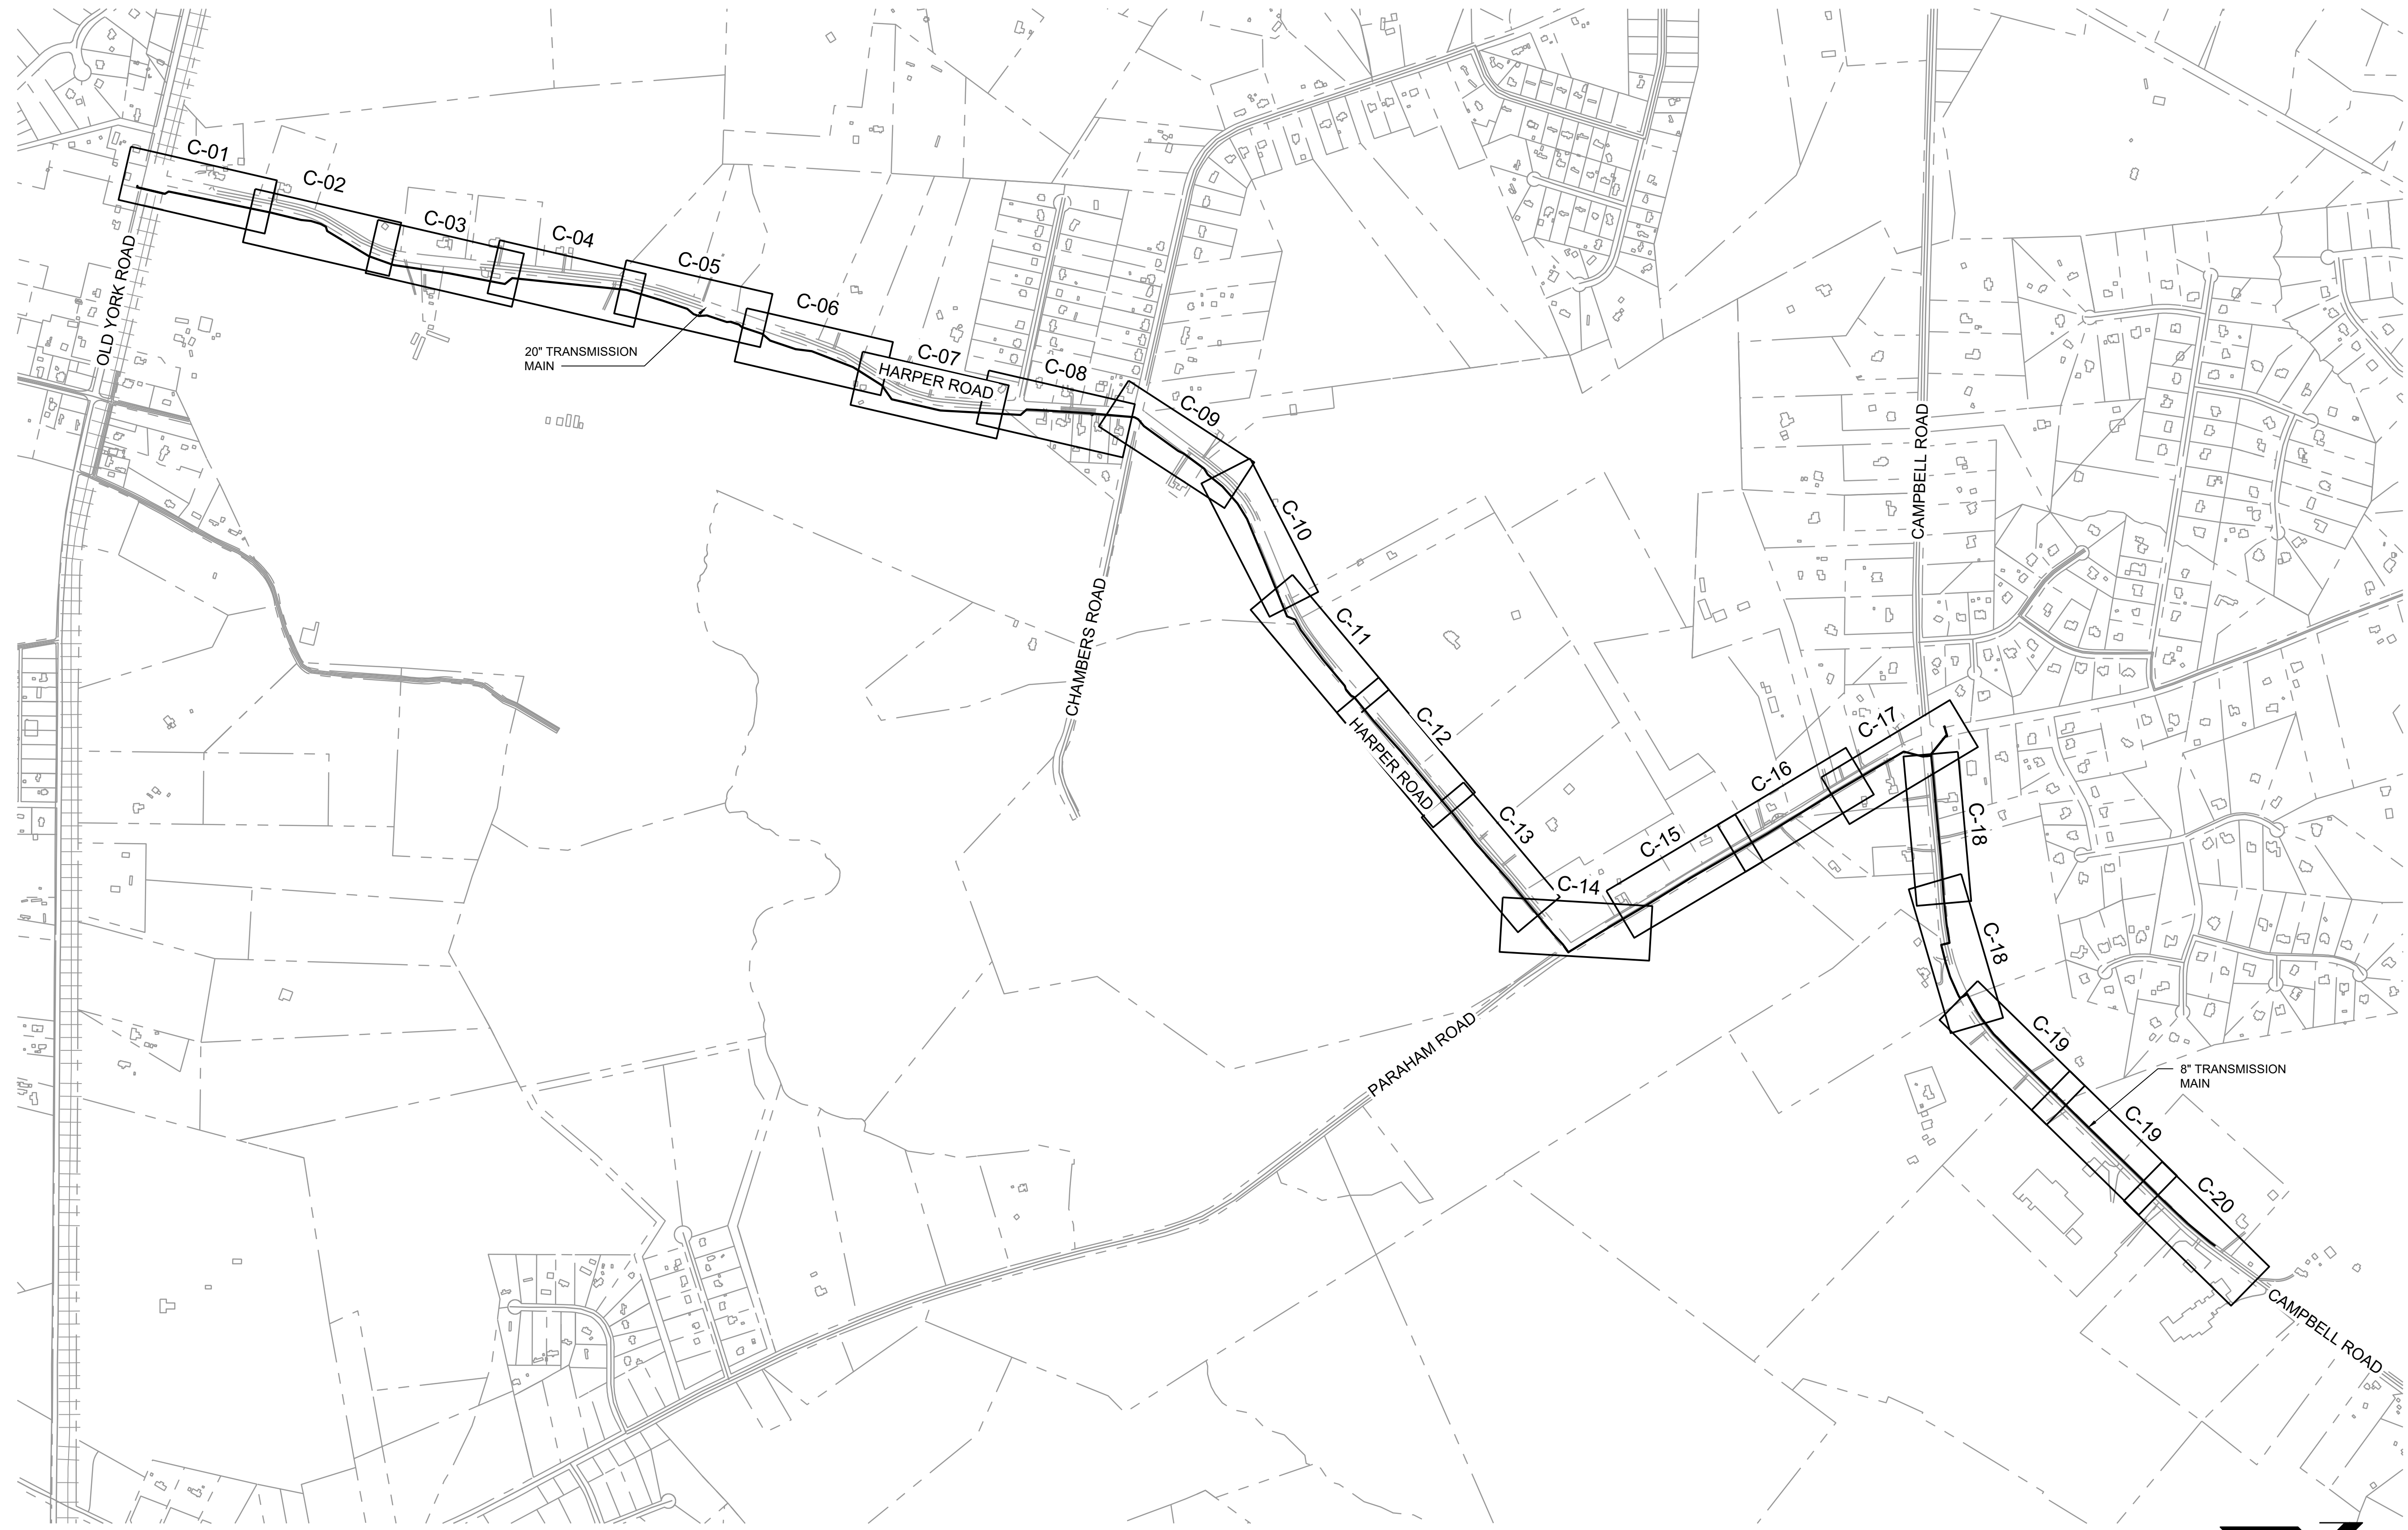 C-01
C-02
C-03
C-04
C-05
C-06
C-07
C-08
C-09
OLD YORK ROAD
20" TRANSMISSION
MAIN
HARPER ROAD
CAMPBELL ROAD
C-10
CHAMBERS ROAD
C-11
C-12
HARPER ROAD
C-13
C-14
C-15
C-16
C-17
C-18
C-18
PARAHAM ROAD
C-19
8" TRANSMISSION
MAIN
C-19
C-20
CAMPBELL ROAD